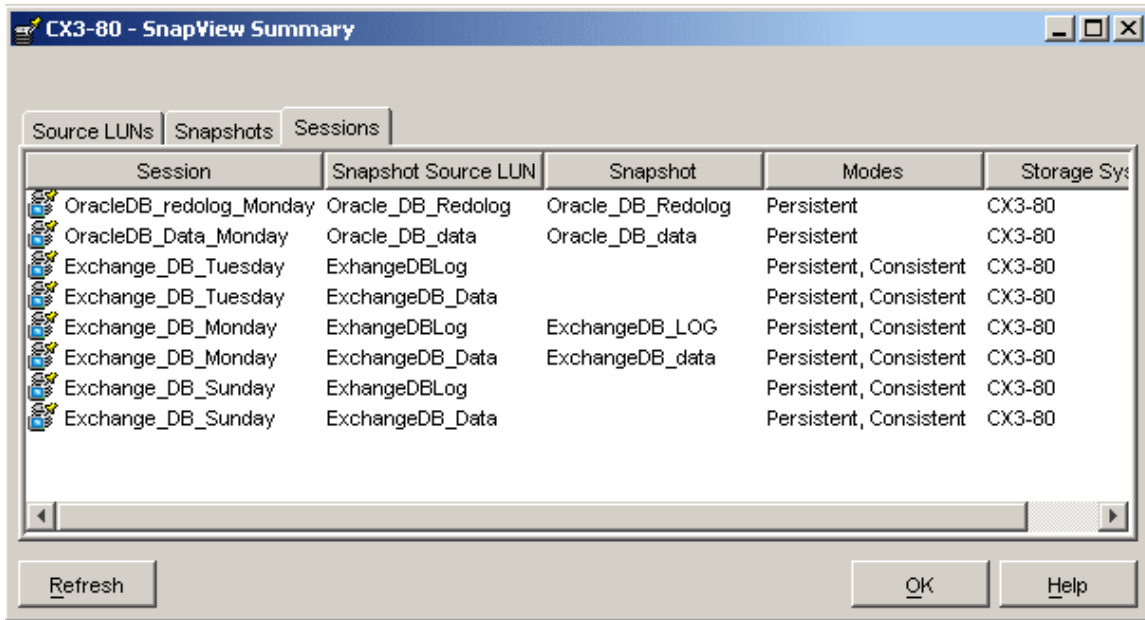 CX3-80 - SnapView Summary
Source LUNs Snapshots Sessions
Session Snapshot Source LUN Snapshot Modes Storage Sys
OracleDB_redolog_Monday Oracle_DB_Redolog Oracle_DB_Redolog Persistent CX3-80
OracleDB_Data_Monday Oracle_DB_data Oracle_DB_data Persistent CX3-80
Exchange_DB_Tuesday ExhangeDBLog Persistent, Consistent CX3-80
Exchange_DB_Tuesday ExchangeDB_Data Persistent, Consistent CX3-80
Exchange_DB_Monday ExhangeDBLog ExchangeDB_LOG Persistent, Consistent CX3-80
Exchange_DB_Monday ExchangeDB_Data ExchangeDB_data Persistent, Consistent CX3-80
Exchange_DB_Sunday ExhangeDBLog Persistent, Consistent CX3-80
Exchange_DB_Sunday ExchangeDB_Data Persistent, Consistent CX3-80
Refresh OK Help